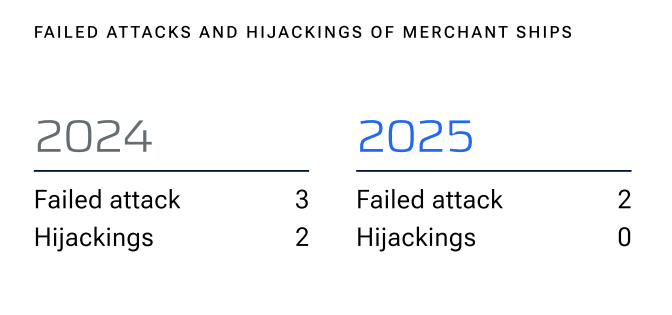 FAILED ATTACKS AND HIJACKINGS OF MERCHANT SHIPS
2024
Failed attack 3
Hijackings 2
2025
Failed attack 2
Hijackings 0